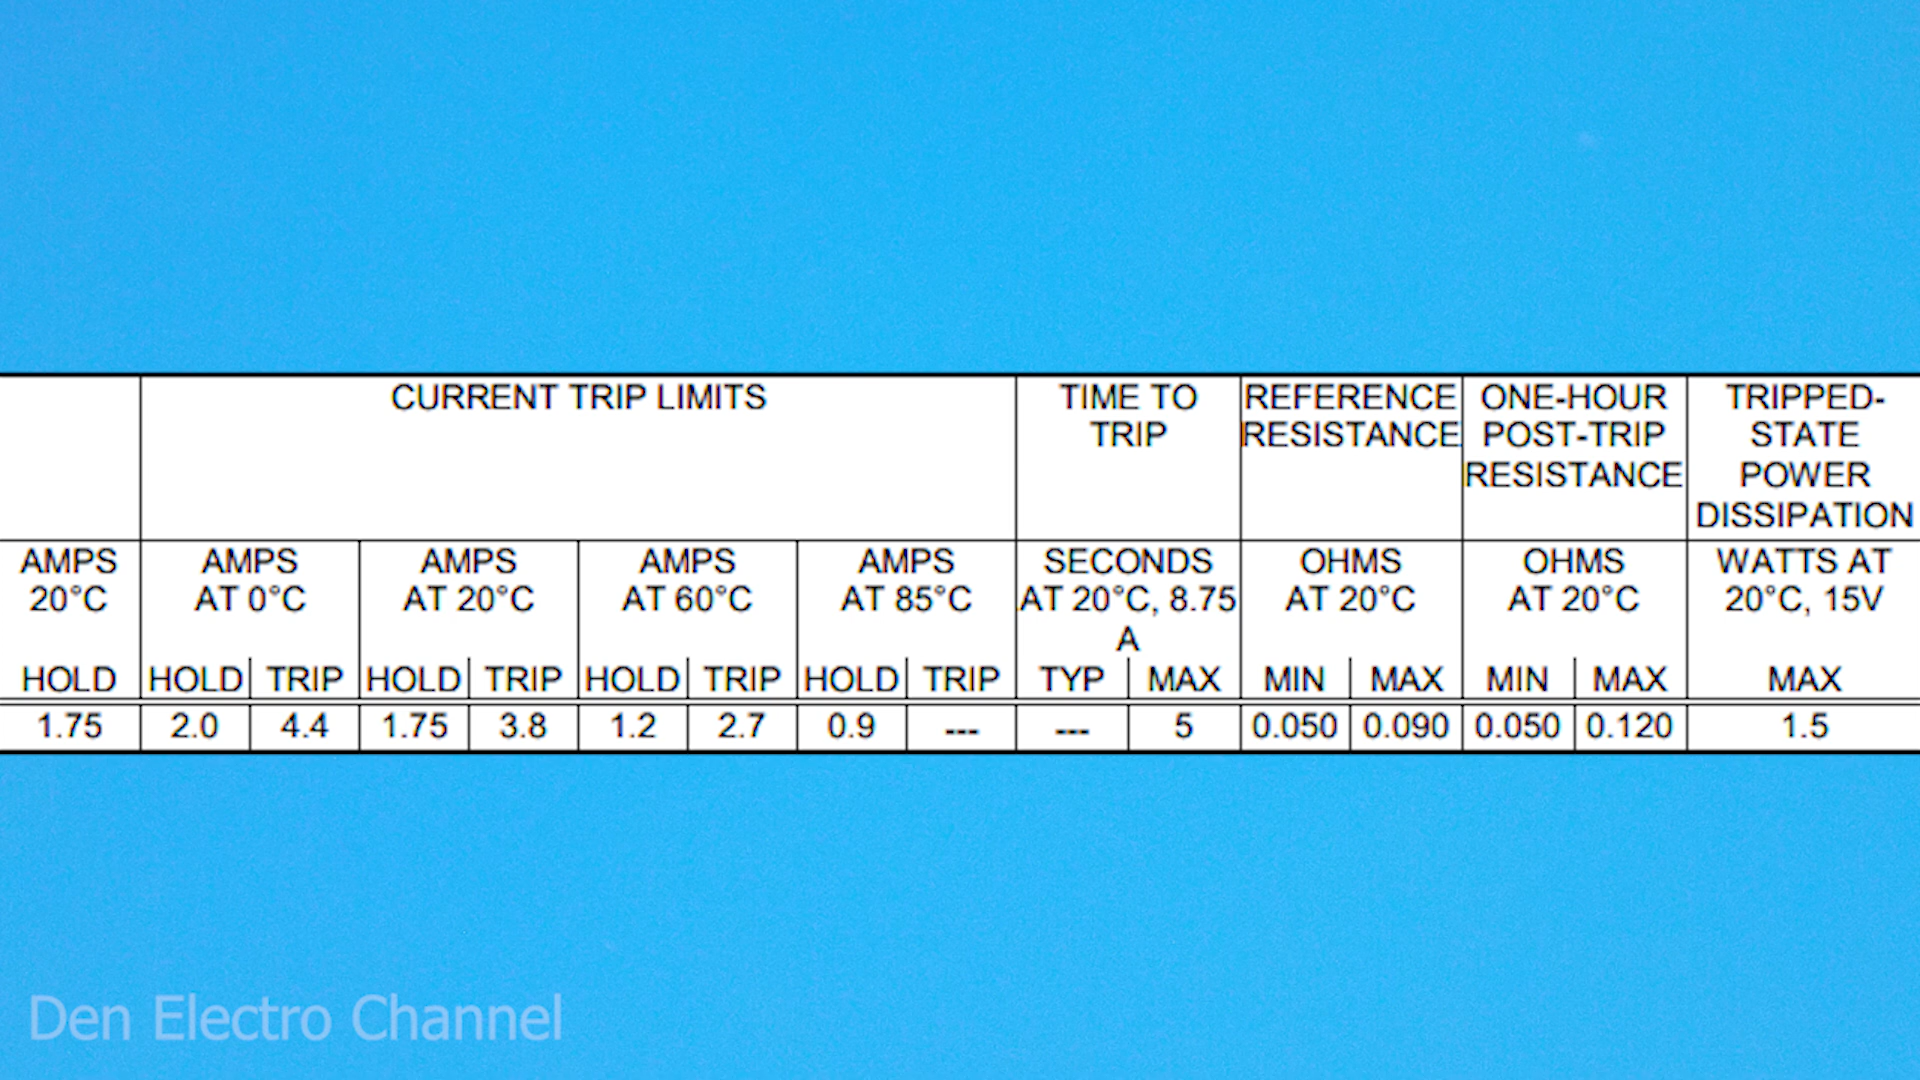 CURRENT TRIP LIMITS
TIME TO
TRIP
REFERENCE
RESISTANCE
ONE-HOUR
POST-TRIP
RESISTANCE
TRIPPED-
STATE
POWER
DISSIPATION
AMPS
20°C
HOLD
AMPS
AT 0°C
HOLD TRIP
AMPS
AT 20°C
HOLD TRIP
AMPS
AT 60°C
HOLD TRIP
AMPS
AT 85°C
HOLD TRIP
SECONDS
AT 20°C, 8.75
A
TYP MAX
OHMS
AT 20°C
MIN MAX
OHMS
AT 20°C
MIN MAX
WATTS AT
20°C, 15V
MAX
1.75 2.0 4.4 1.75 3.8 1.2 2.7 0.9 --- --- 5 0.050 0.090 0.050 0.120 1.5
Den Electro Channel